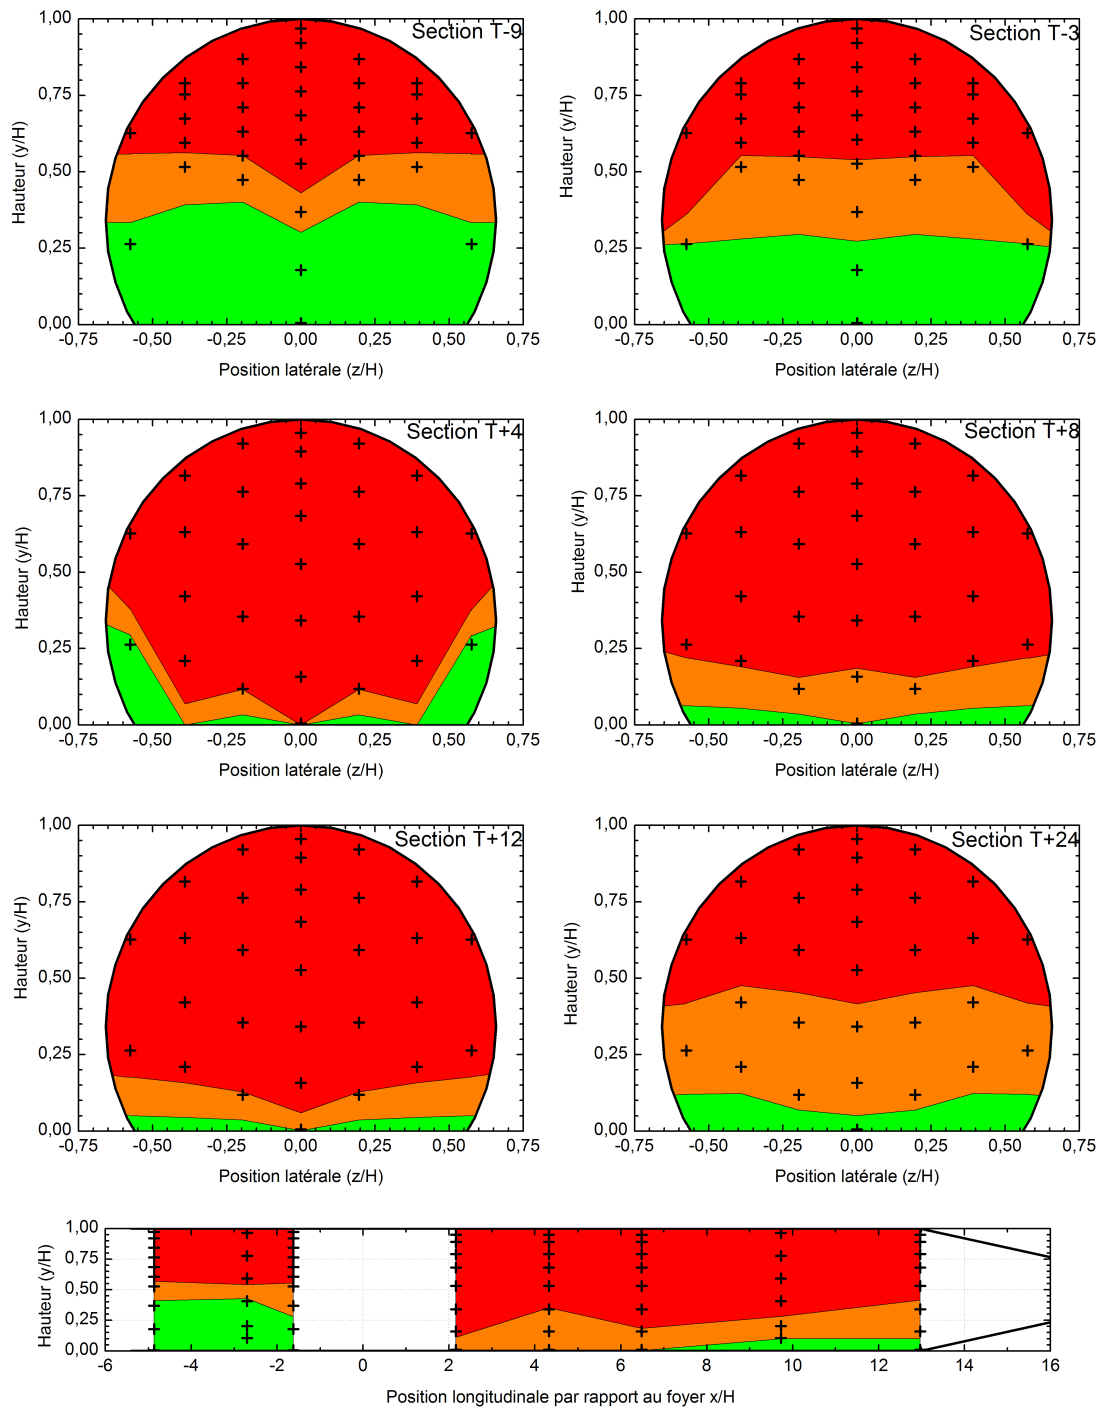 1,00
0,75
0,50
0,25
0,00
Hauteur (y/H)
Section T-9
-0,75 -0,50 -0,25 0,00 0,25 0,50 0,75
Position latérale (z/H)
1,00
0,75
0,50
0,25
0,00
Hauteur (y/H)
Section T-3
-0,75 -0,50 -0,25 0,00 0,25 0,50 0,75
Position latérale (z/H)
1,00
0,75
0,50
0,25
0,00
Hauteur (y/H)
Section T+4
-0,75 -0,50 -0,25 0,00 0,25 0,50 0,75
Position latérale (z/H)
1,00
0,75
0,50
0,25
0,00
Hauteur (y/H)
Section T+8
-0,75 -0,50 -0,25 0,00 0,25 0,50 0,75
Position latérale (z/H)
1,00
0,75
0,50
0,25
0,00
Hauteur (y/H)
Section T+12
-0,75 -0,50 -0,25 0,00 0,25 0,50 0,75
Position latérale (z/H)
1,00
0,75
0,50
0,25
0,00
Hauteur (y/H)
Section T+24
-0,75 -0,50 -0,25 0,00 0,25 0,50 0,75
Position latérale (z/H)
1,00
0,75
0,50
0,25
0,00
Hauteur (y/H)
-6 -4 -2 0 2 4 6 8 10 12 14 16
Position longitudinale par rapport au foyer x/H